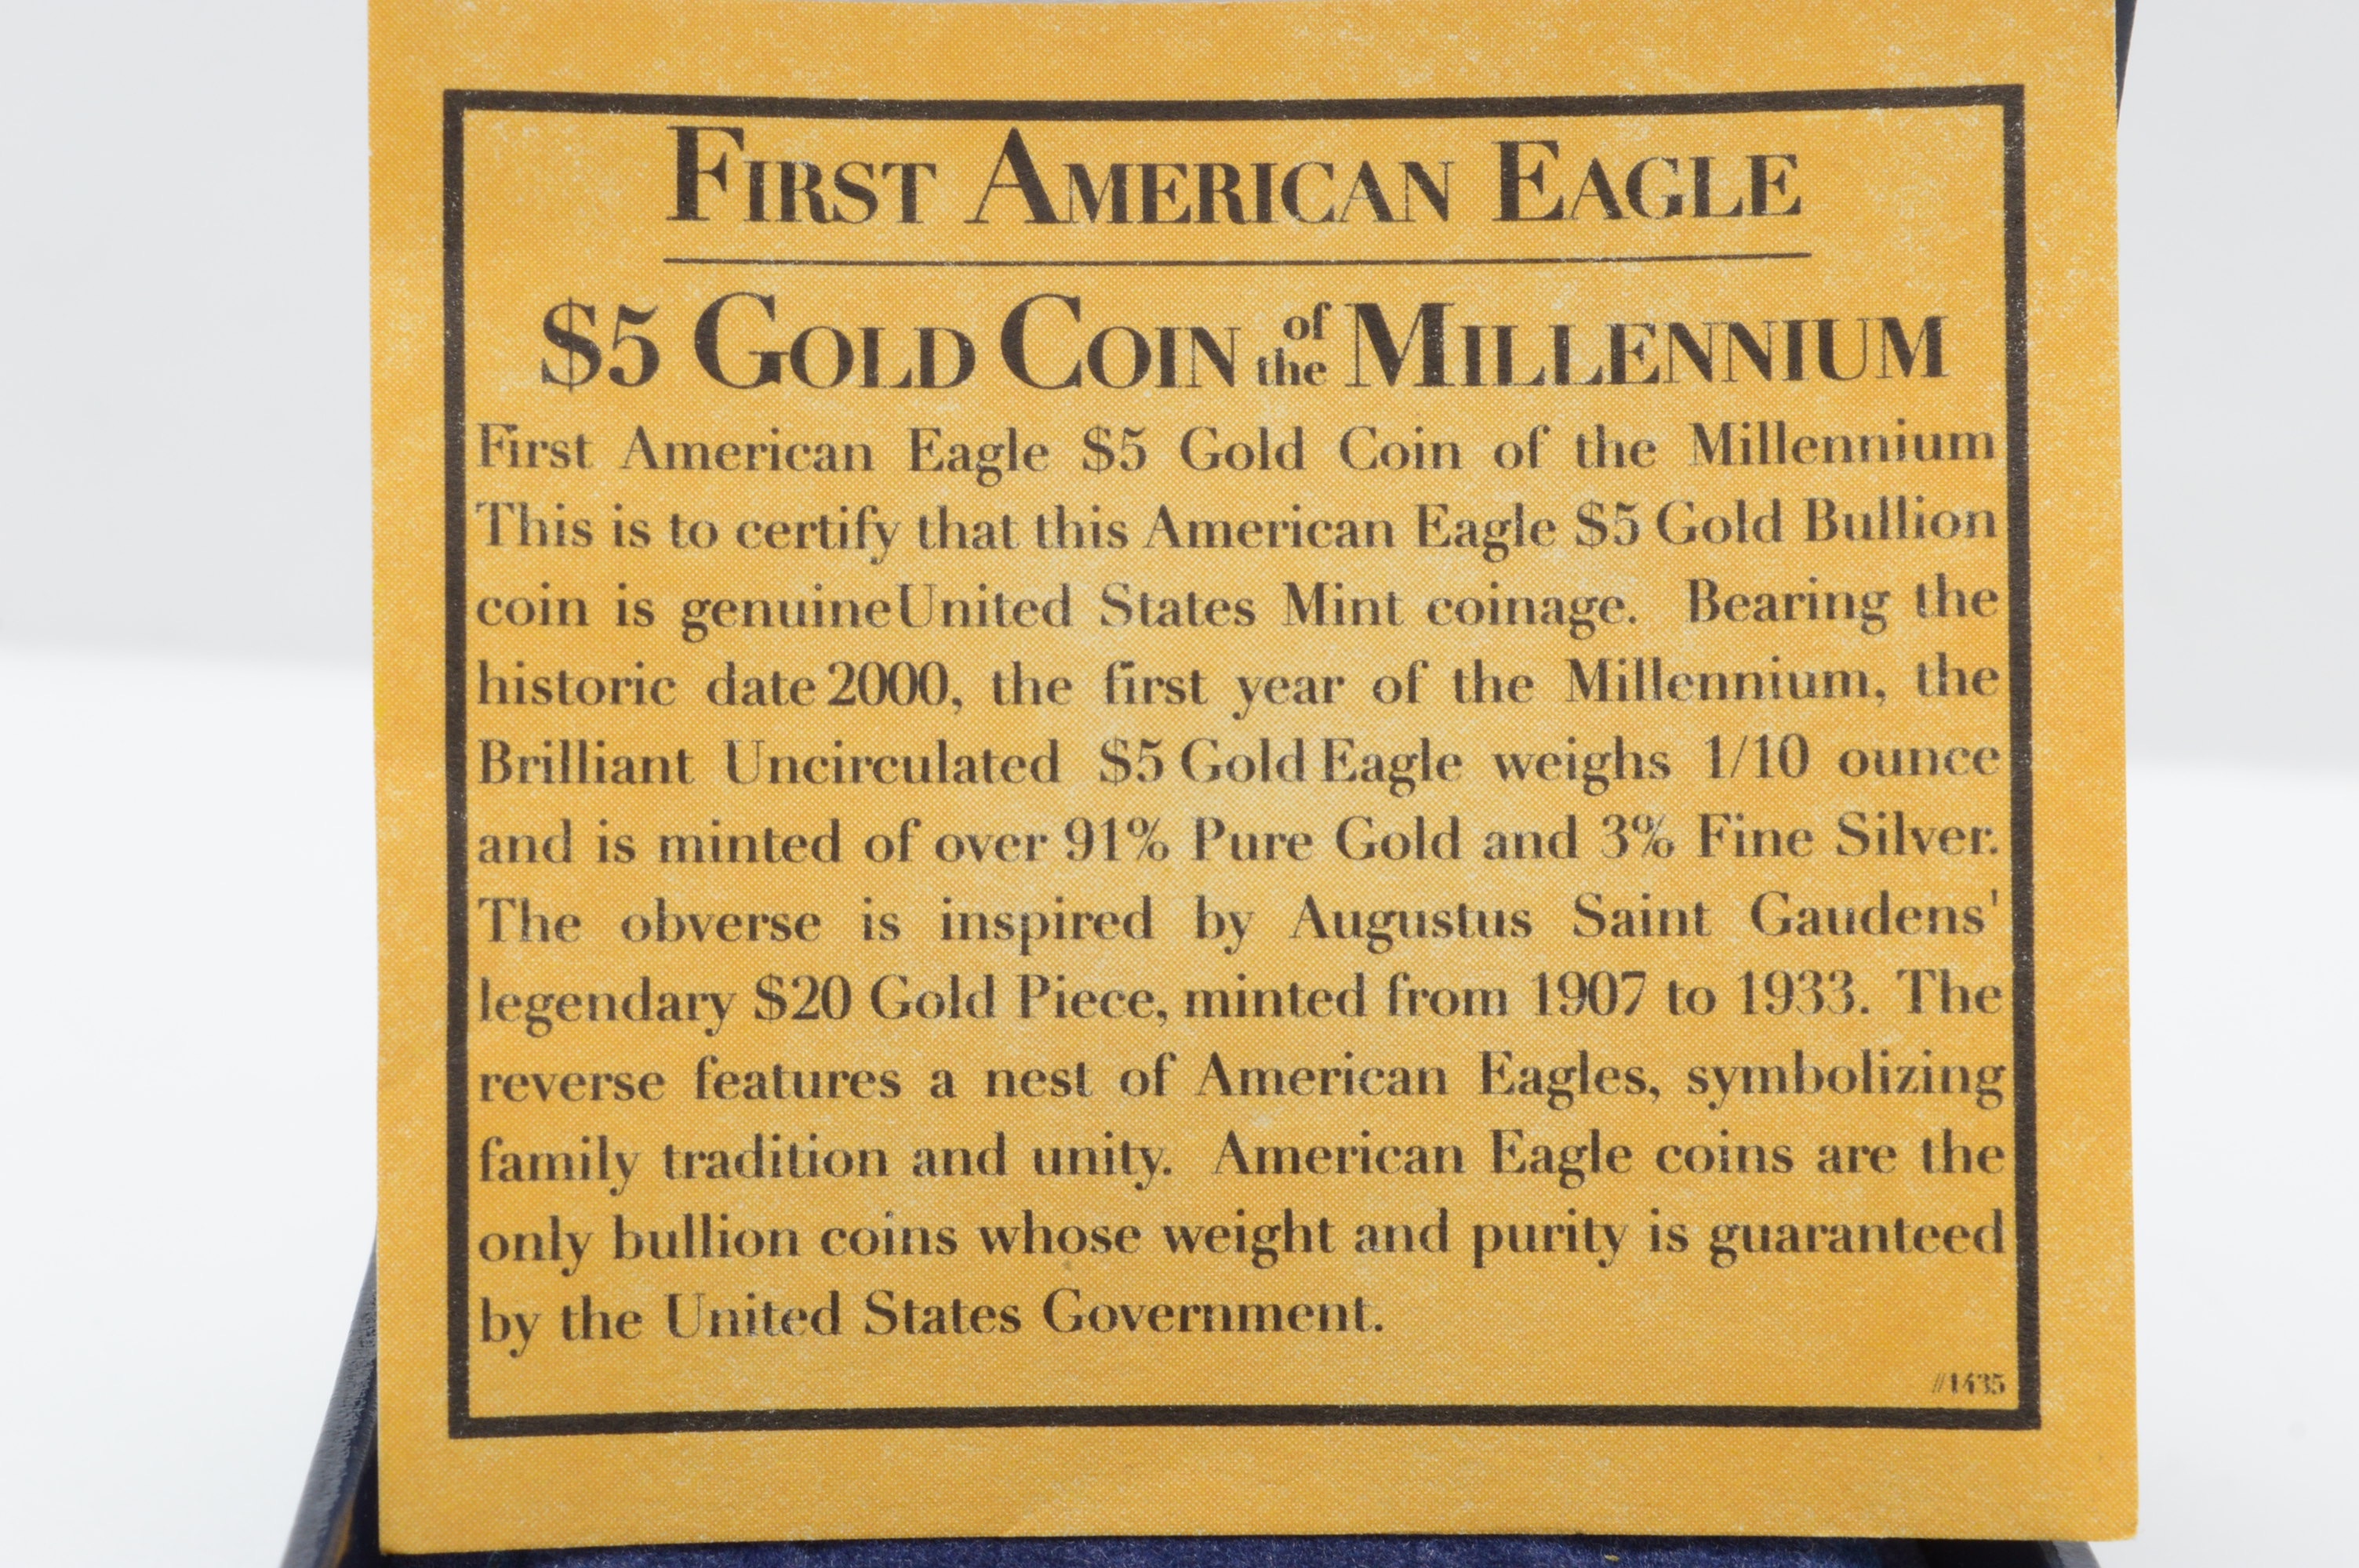 FIRST AMERICAN EAGLE
$5 GOLD COIN of the MILLENNIUM
First American Eagle $5 Gold Coin of the Millennium
This is to certify that this American Eagle $5 Gold Bullion
coin is genuineUnited States Mint coinage. Bearing the
historic date 2000, the first year of the Millennium, the
Brilliant Uncirculated $5 Gold Eagle weighs 1/10 ounce
and is minted of over 91% Pure Gold and 3% Fine Silver.
The obverse is inspired by Augustus Saint Gaudens'
legendary $20 Gold Piece, minted from 1907 to 1933. The
reverse features a nest of American Eagles, symbolizing
family tradition and unity. American Eagle coins are the
only bullion coins whose weight and purity is guaranteed
by the United States Government.
//1435